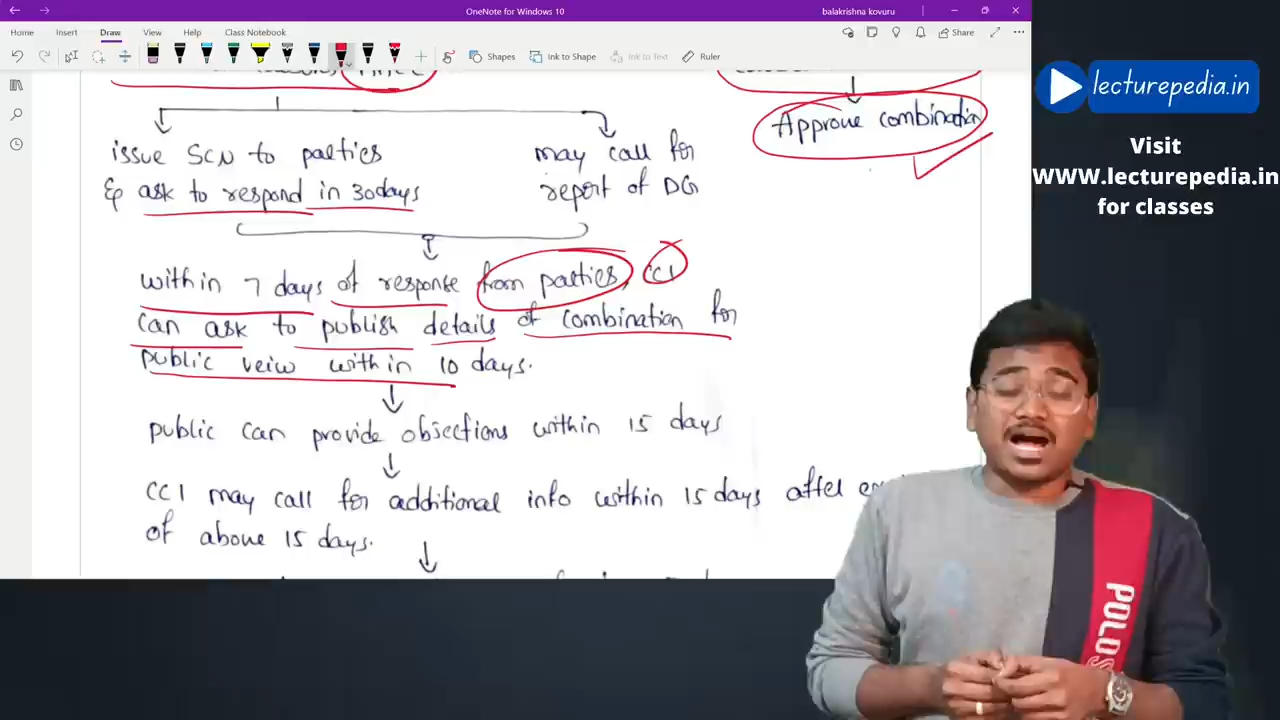 OneNote for Windows 10
balakrishna kovuru
Home Insert Draw View Help Class Notebook
Share
Shapes Ink to Shape Ink to Text Math Ruler
Approve combination
issue SCN to parties
& ask to respond in 30days
may call for
report of DG
within 7 days of response from parties, CCI
can ask to publish details of combination for
public veiw within 10 days.
public can provide objections within 15 days
CCI may call for additional info within 15 days after
of above 15 days.
lecturepedia.in
Visit
WWW.lecturepedia.in
for classes
POLO